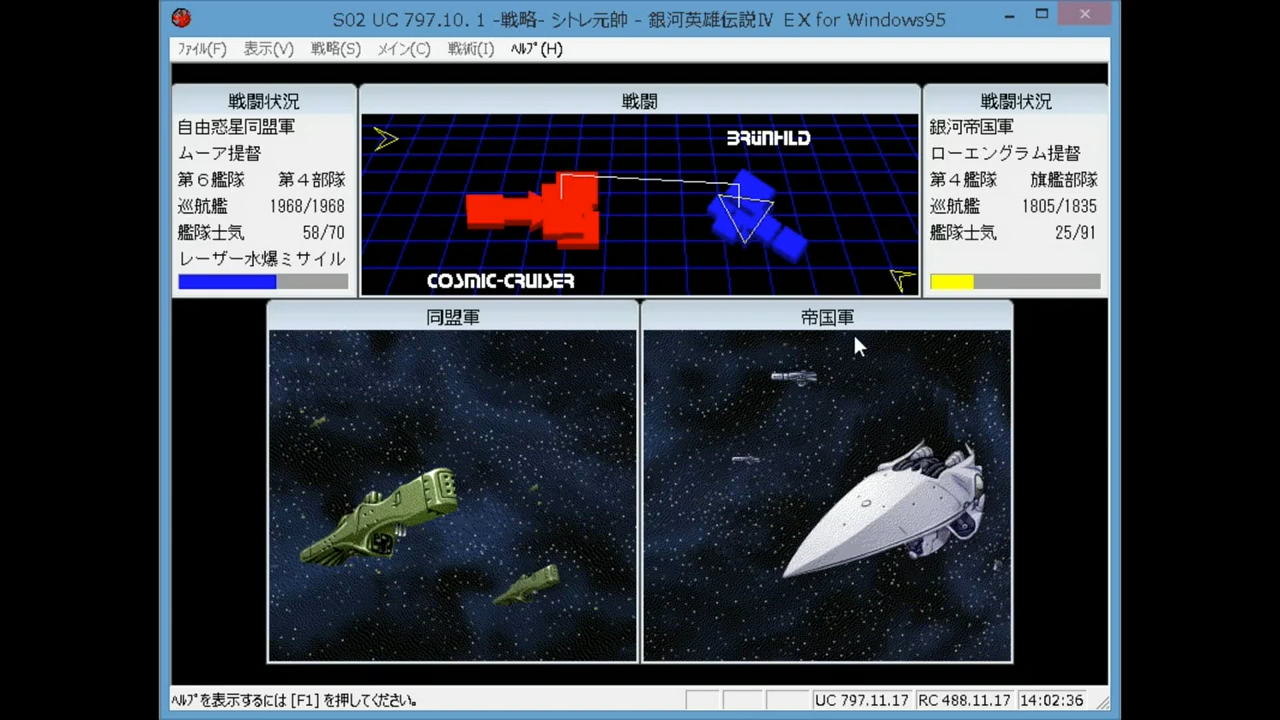 S02 UC 797.10. 1 -戦略- シトレ元帥 - 銀河英雄伝説Ⅳ EX for Windows95
ﾌｧｲﾙ(F) 表示(V) 戦略(S) メイン(C) 戦術(I) ﾍﾙﾌﾟ(H)
戦闘状況
自由惑星同盟軍
ムーア提督
第６艦隊 第４部隊
巡航艦 1968/1968
艦隊士気 58/70
レーザー水爆ミサイル
戦闘
BRÜNHILD
COSMIC-CRUISER
戦闘状況
銀河帝国軍
ローエングラム提督
第４艦隊 旗艦部隊
巡航艦 1805/1835
艦隊士気 25/91
同盟軍
帝国軍
ﾍﾙﾌﾟを表示するには [F1] を押してください。
UC 797.11.17 RC 488.11.17 14:02:36